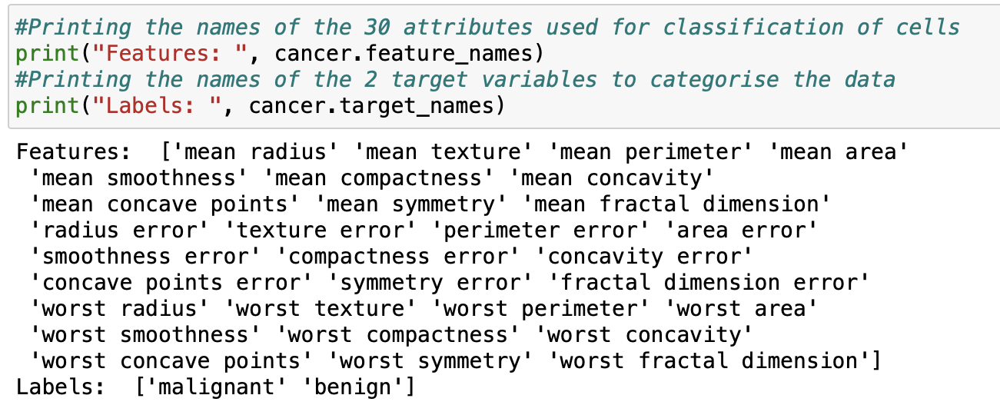 #Printing the names of the 30 attributes used for classification of cells
print("Features: ", cancer.feature_names)
#Printing the names of the 2 target variables to categorise the data
print("Labels: ", cancer.target_names)
Features:  ['mean radius' 'mean texture' 'mean perimeter' 'mean area'
 'mean smoothness' 'mean compactness' 'mean concavity'
 'mean concave points' 'mean symmetry' 'mean fractal dimension'
 'radius error' 'texture error' 'perimeter error' 'area error'
 'smoothness error' 'compactness error' 'concavity error'
 'concave points error' 'symmetry error' 'fractal dimension error'
 'worst radius' 'worst texture' 'worst perimeter' 'worst area'
 'worst smoothness' 'worst compactness' 'worst concavity'
 'worst concave points' 'worst symmetry' 'worst fractal dimension']
Labels:  ['malignant' 'benign']